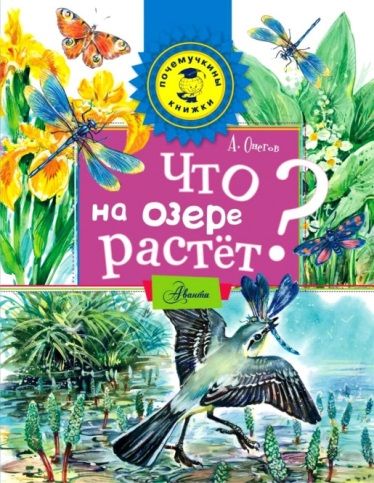 почемучкины
книжки
А. Онегов
Что
на озере
растёт?
Аванта